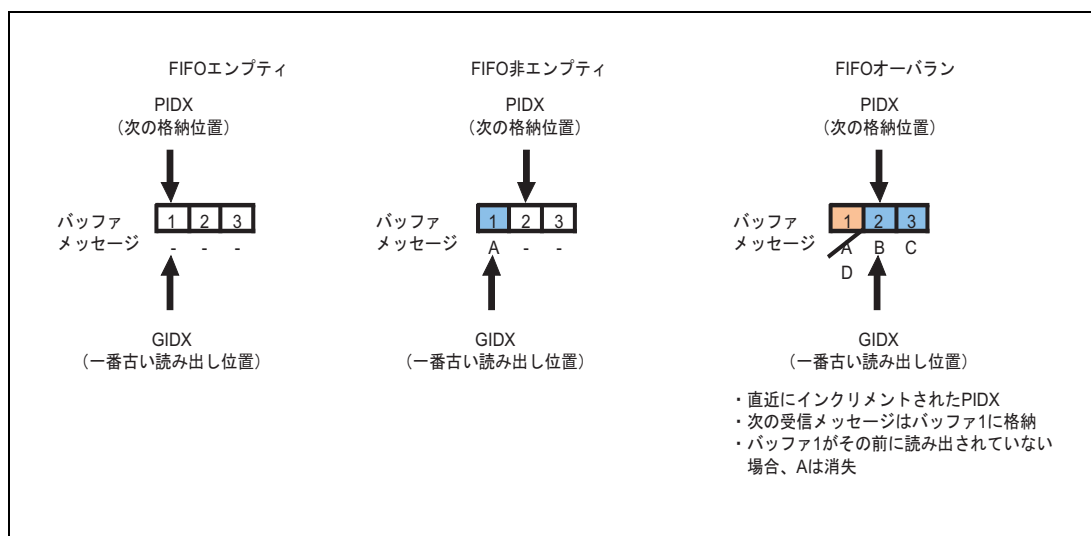 FIFOエンプティ
PIDX
(次の格納位置)
バッファ 1 2 3
メッセージ - - -
GIDX
(一番古い読み出し位置)
FIFO非エンプティ
PIDX
(次の格納位置)
バッファ 1 2 3
メッセージ A - -
GIDX
(一番古い読み出し位置)
FIFOオーバラン
PIDX
(次の格納位置)
バッファ 1 2 3
メッセージ A B C
D
GIDX
(一番古い読み出し位置)
・直近にインクリメントされたPIDX
・次の受信メッセージはバッファ1に格納
・バッファ1がその前に読み出されていない
場合、Aは消失